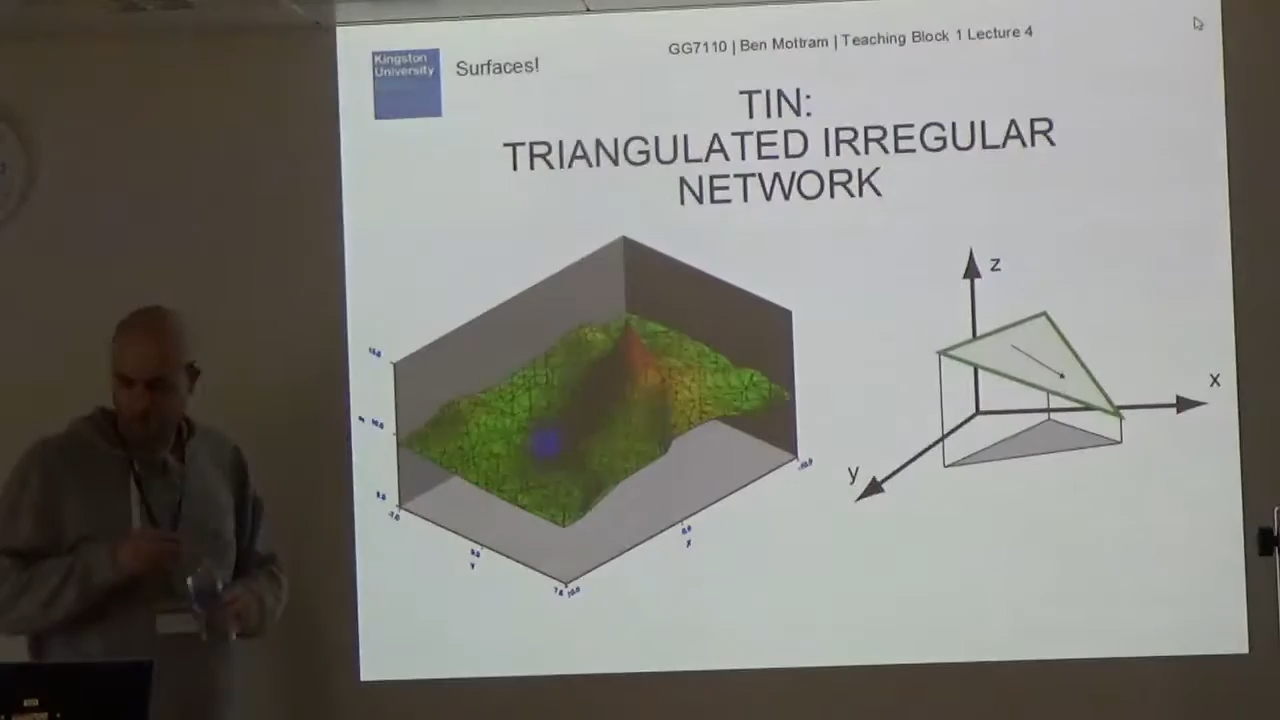 Kingston
University
Surfaces!
GG7110 | Ben Mottram | Teaching Block 1 Lecture 4
TIN:
TRIANGULATED IRREGULAR
NETWORK
z
x
y